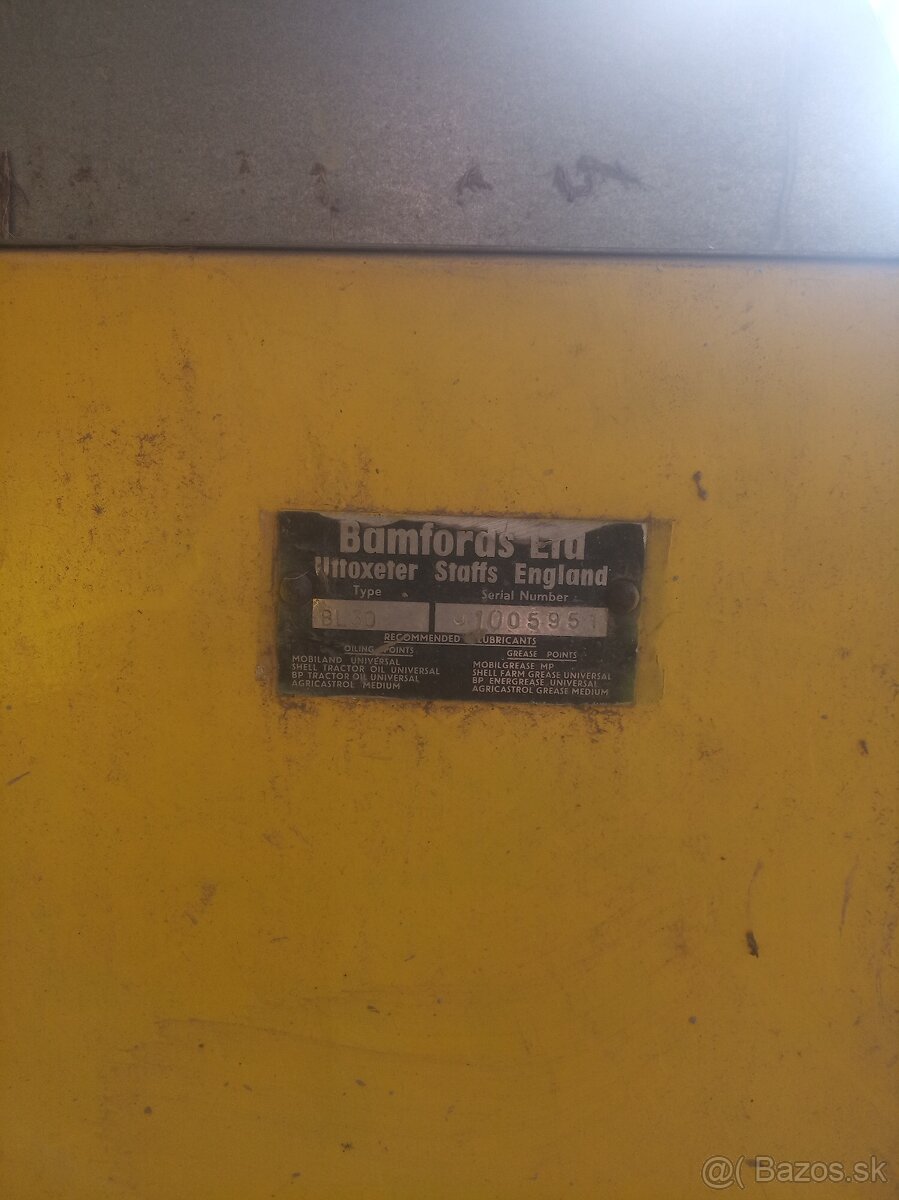 Bamfords Ltd
Uttoxeter Staffs England
Type Serial Number
BL30 1005951
RECOMMENDED LUBRICANTS
OILING POINTS
MOBILAND UNIVERSAL
SHELL TRACTOR OIL UNIVERSAL
BP TRACTOR OIL UNIVERSAL
AGRICASTROL MEDIUM
GREASE POINTS
MOBILGREASE MP
SHELL FARM GREASE UNIVERSAL
BP ENERGREASE UNIVERSAL
AGRICASTROL GREASE MEDIUM
@( Bazos.sk